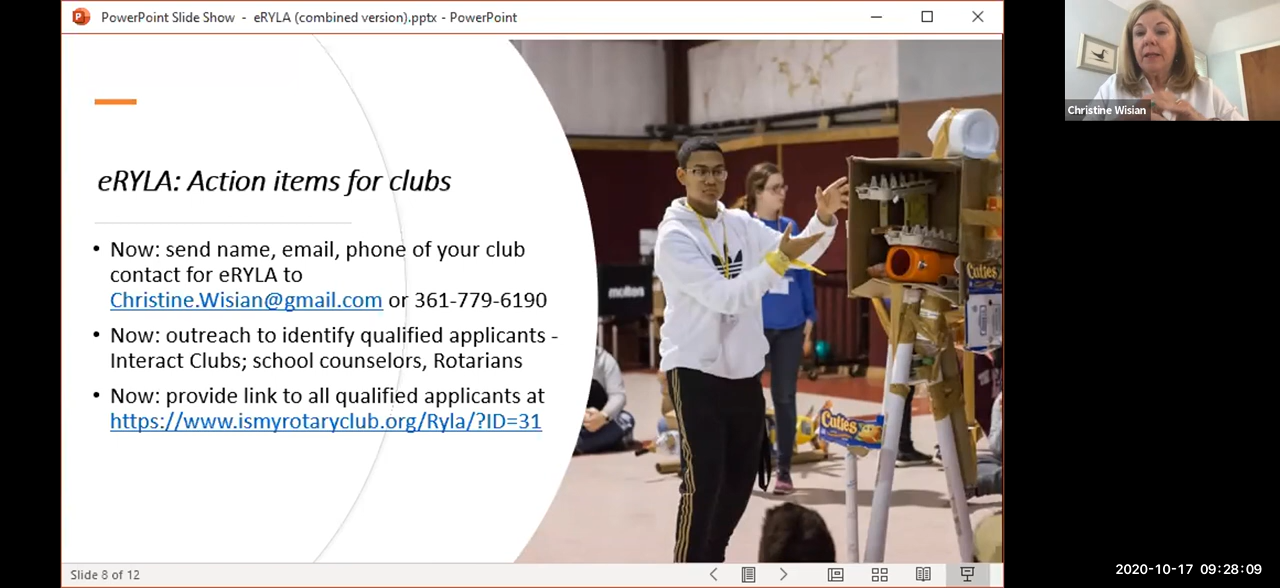 PowerPoint Slide Show - eRYLA (combined version).pptx - PowerPoint
Christine Wisian
eRYLA: Action items for clubs
• Now: send name, email, phone of your club
contact for eRYLA to
Christine.Wisian@gmail.com or 361-779-6190
• Now: outreach to identify qualified applicants -
Interact Clubs; school counselors, Rotarians
• Now: provide link to all qualified applicants at
https://www.ismyrotaryclub.org/Ryla/?ID=31
molten
Cuties
Cuties
Slide 8 of 12
2020-10-17 09:28:09